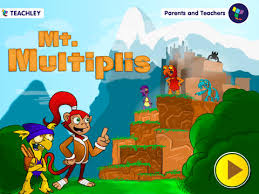 TEACHLEY
Parents and Teachers
Mt.
Multiplis